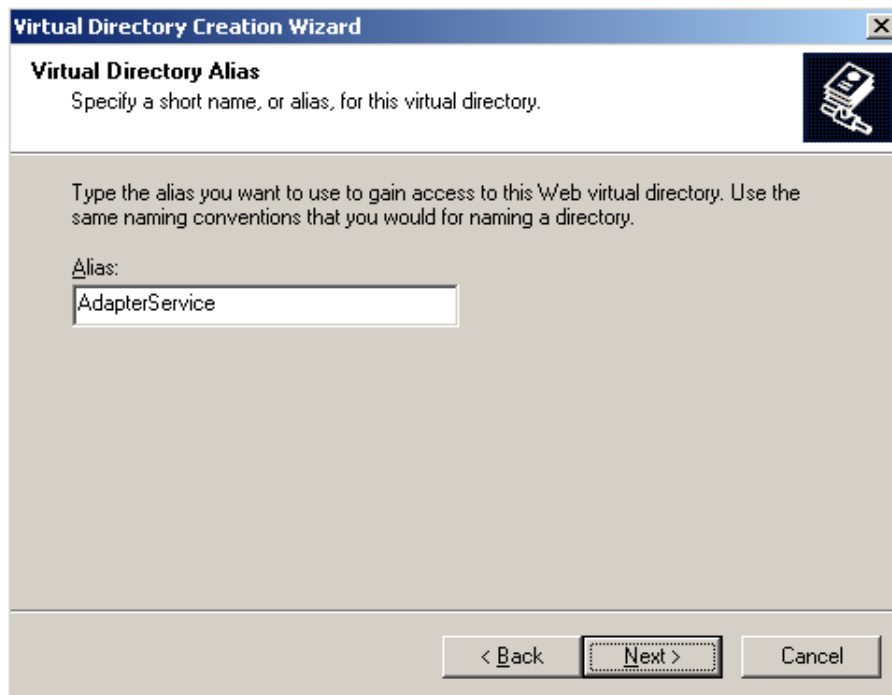 Virtual Directory Creation Wizard
Virtual Directory Alias
Specify a short name, or alias, for this virtual directory.
Type the alias you want to use to gain access to this Web virtual directory. Use the
same naming conventions that you would for naming a directory.
Alias:
AdapterService
< Back Next > Cancel